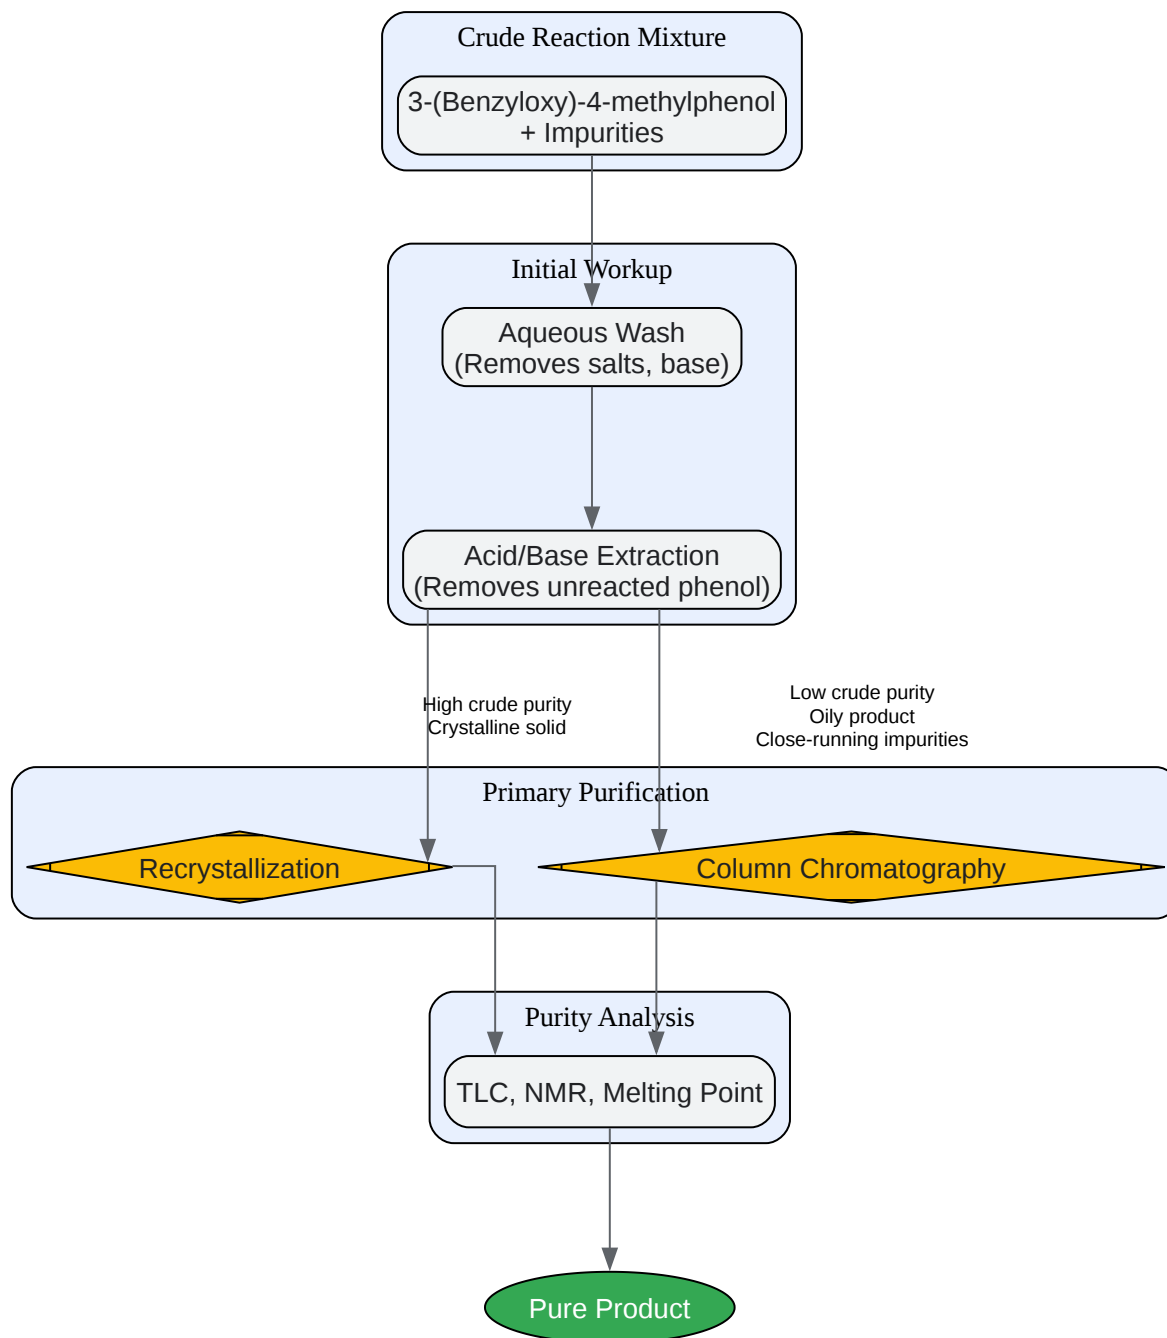 Crude Reaction Mixture
3-(Benzyloxy)-4-methylphenol
+ Impurities
Initial Workup
Aqueous Wash
(Removes salts, base)
Acid/Base Extraction
(Removes unreacted phenol)
High crude purity
Crystalline solid
Low crude purity
Oily product
Close-running impurities
Primary Purification
Recrystallization
Column Chromatography
Purity Analysis
TLC, NMR, Melting Point
Pure Product